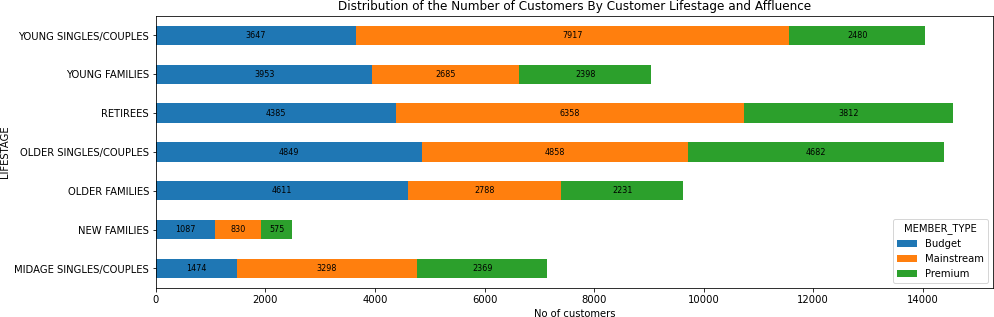 Distribution of the Number of Customers By Customer Lifestage and Affluence
LIFESTAGE
YOUNG SINGLES/COUPLES 3647 7917 2480
YOUNG FAMILIES 3953 2685 2398
RETIREES 4385 6358 3812
OLDER SINGLES/COUPLES 4849 4858 4682
OLDER FAMILIES 4611 2788 2231
NEW FAMILIES 1087 830 575
MIDAGE SINGLES/COUPLES 1474 3298 2369
MEMBER_TYPE
Budget
Mainstream
Premium
0 2000 4000 6000 8000 10000 12000 14000
No of customers